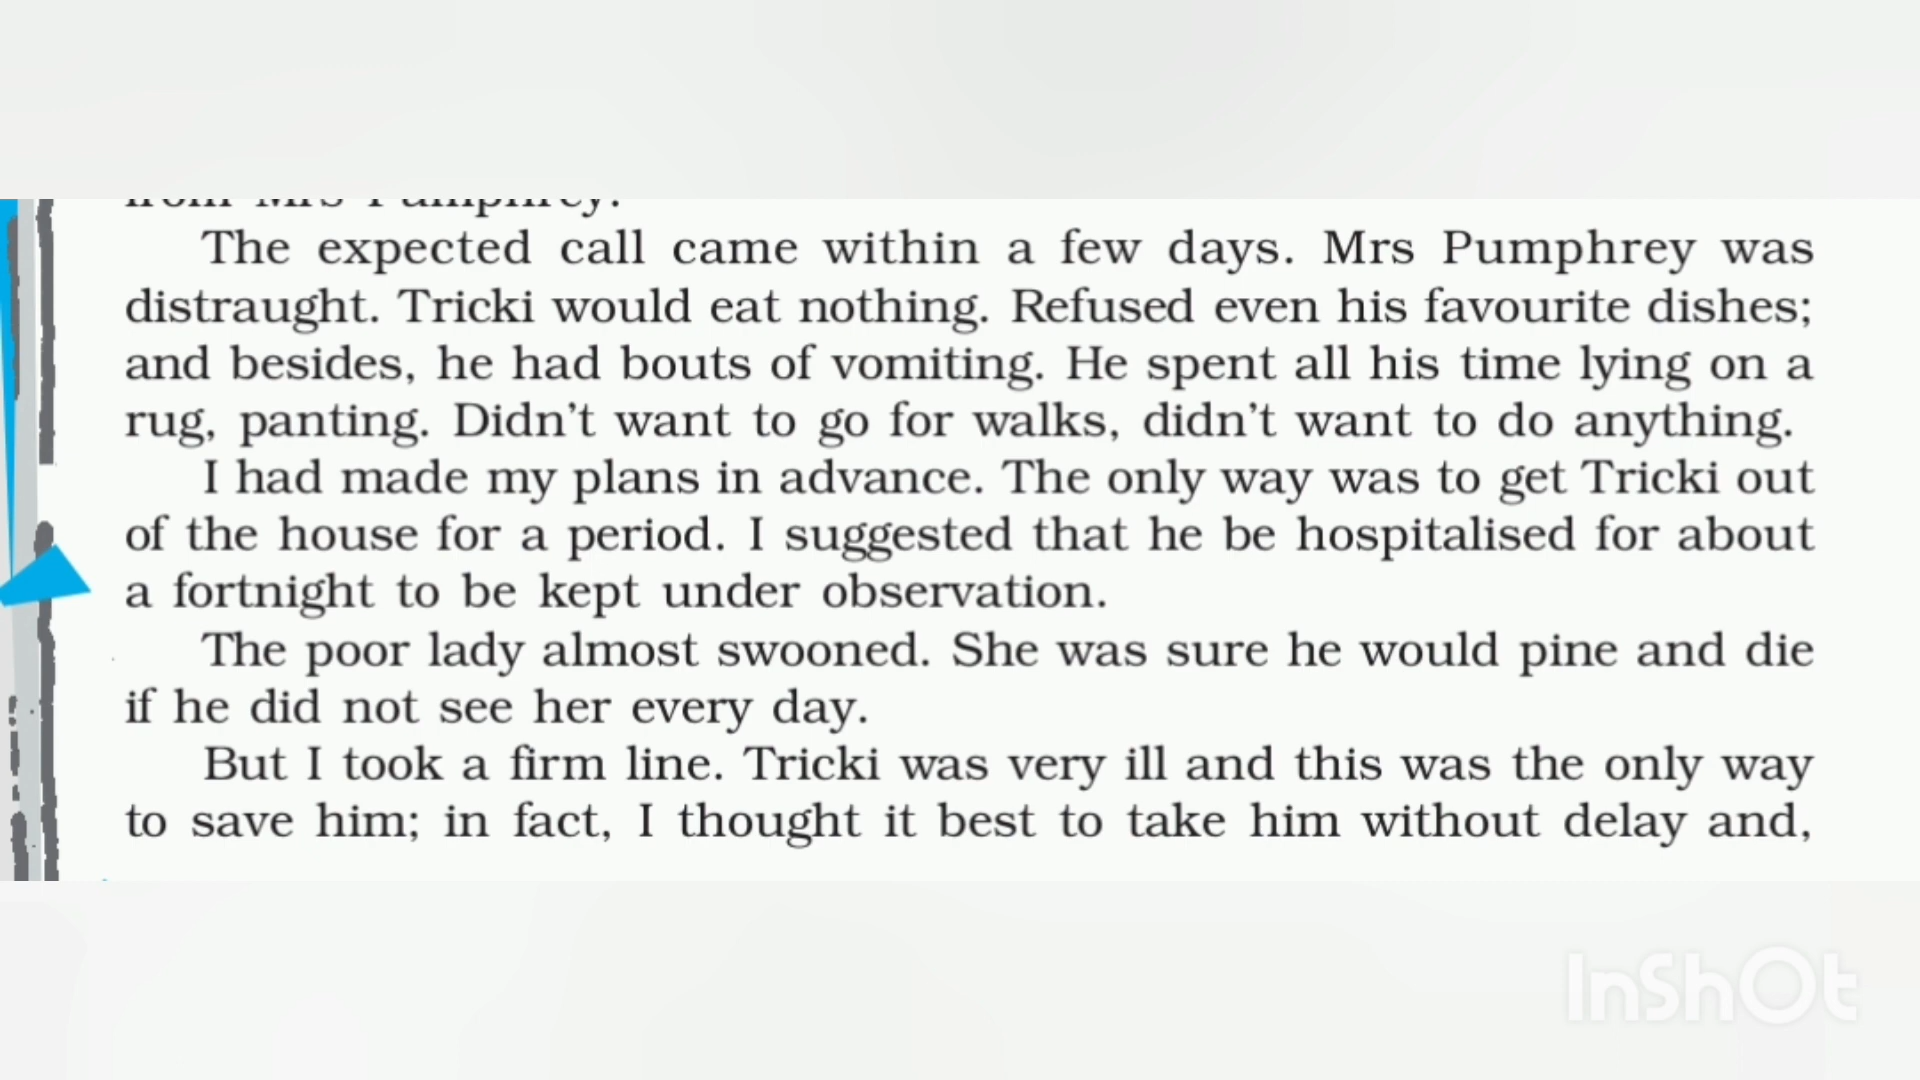 from Mrs Pumphrey.
The expected call came within a few days. Mrs Pumphrey was
distraught. Tricki would eat nothing. Refused even his favourite dishes;
and besides, he had bouts of vomiting. He spent all his time lying on a
rug, panting. Didn't want to go for walks, didn't want to do anything.
I had made my plans in advance. The only way was to get Tricki out
of the house for a period. I suggested that he be hospitalised for about
a fortnight to be kept under observation.
The poor lady almost swooned. She was sure he would pine and die
if he did not see her every day.
But I took a firm line. Tricki was very ill and this was the only way
to save him; in fact, I thought it best to take him without delay and,
InShOt